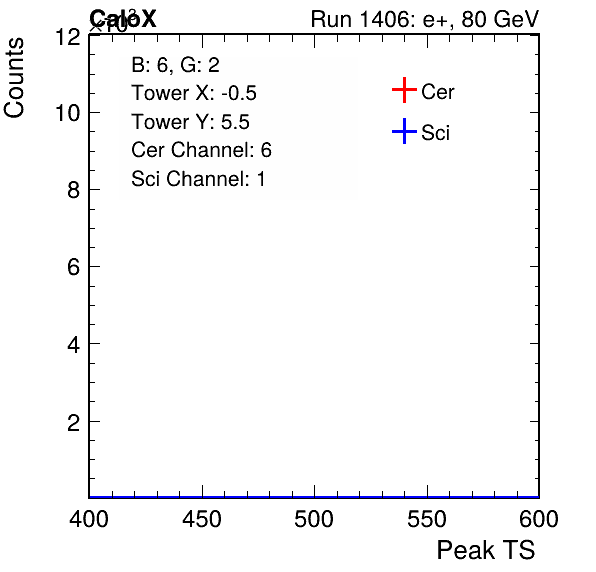 CaloX Run 1406: e+, 80 GeV
×10³
Counts
12
10
8
6
4
2
B: 6, G: 2
Tower X: -0.5
Tower Y: 5.5
Cer Channel: 6
Sci Channel: 1
Cer
Sci
400 450 500 550 600
Peak TS